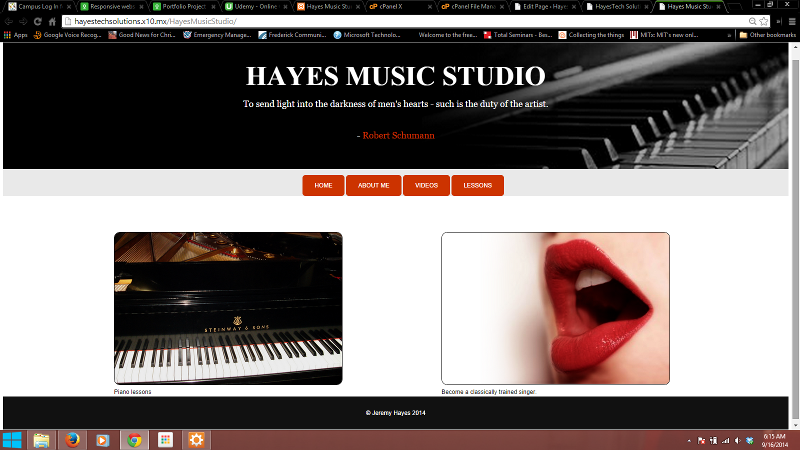 Campus Log In
Responsive webs
Portfolio Project
Udemy - Online
Hayes Music Stu
cPanel X
cPanel File Mana
Edit Page ‹ Haye
HayesTech Solut
Hayes Music Stu
hayestechsolutions.x10.mx/HayesMusicStudio/
Apps
Google Voice Recog...
Good News for Chri...
Emergency Manage...
Frederick Communi...
Microsoft Technolo...
Welcome to the free...
Total Seminars - Bes...
Collecting the things
MITx: MIT's new onl...
»
Other bookmarks
HAYES MUSIC STUDIO
To send light into the darkness of men's hearts - such is the duty of the artist.
- Robert Schumann
HOME
ABOUT ME
VIDEOS
LESSONS
STEINWAY & SONS
Piano lessons
Become a classically trained singer
© Jeremy Hayes 2014
6:15 AM
9/16/2014